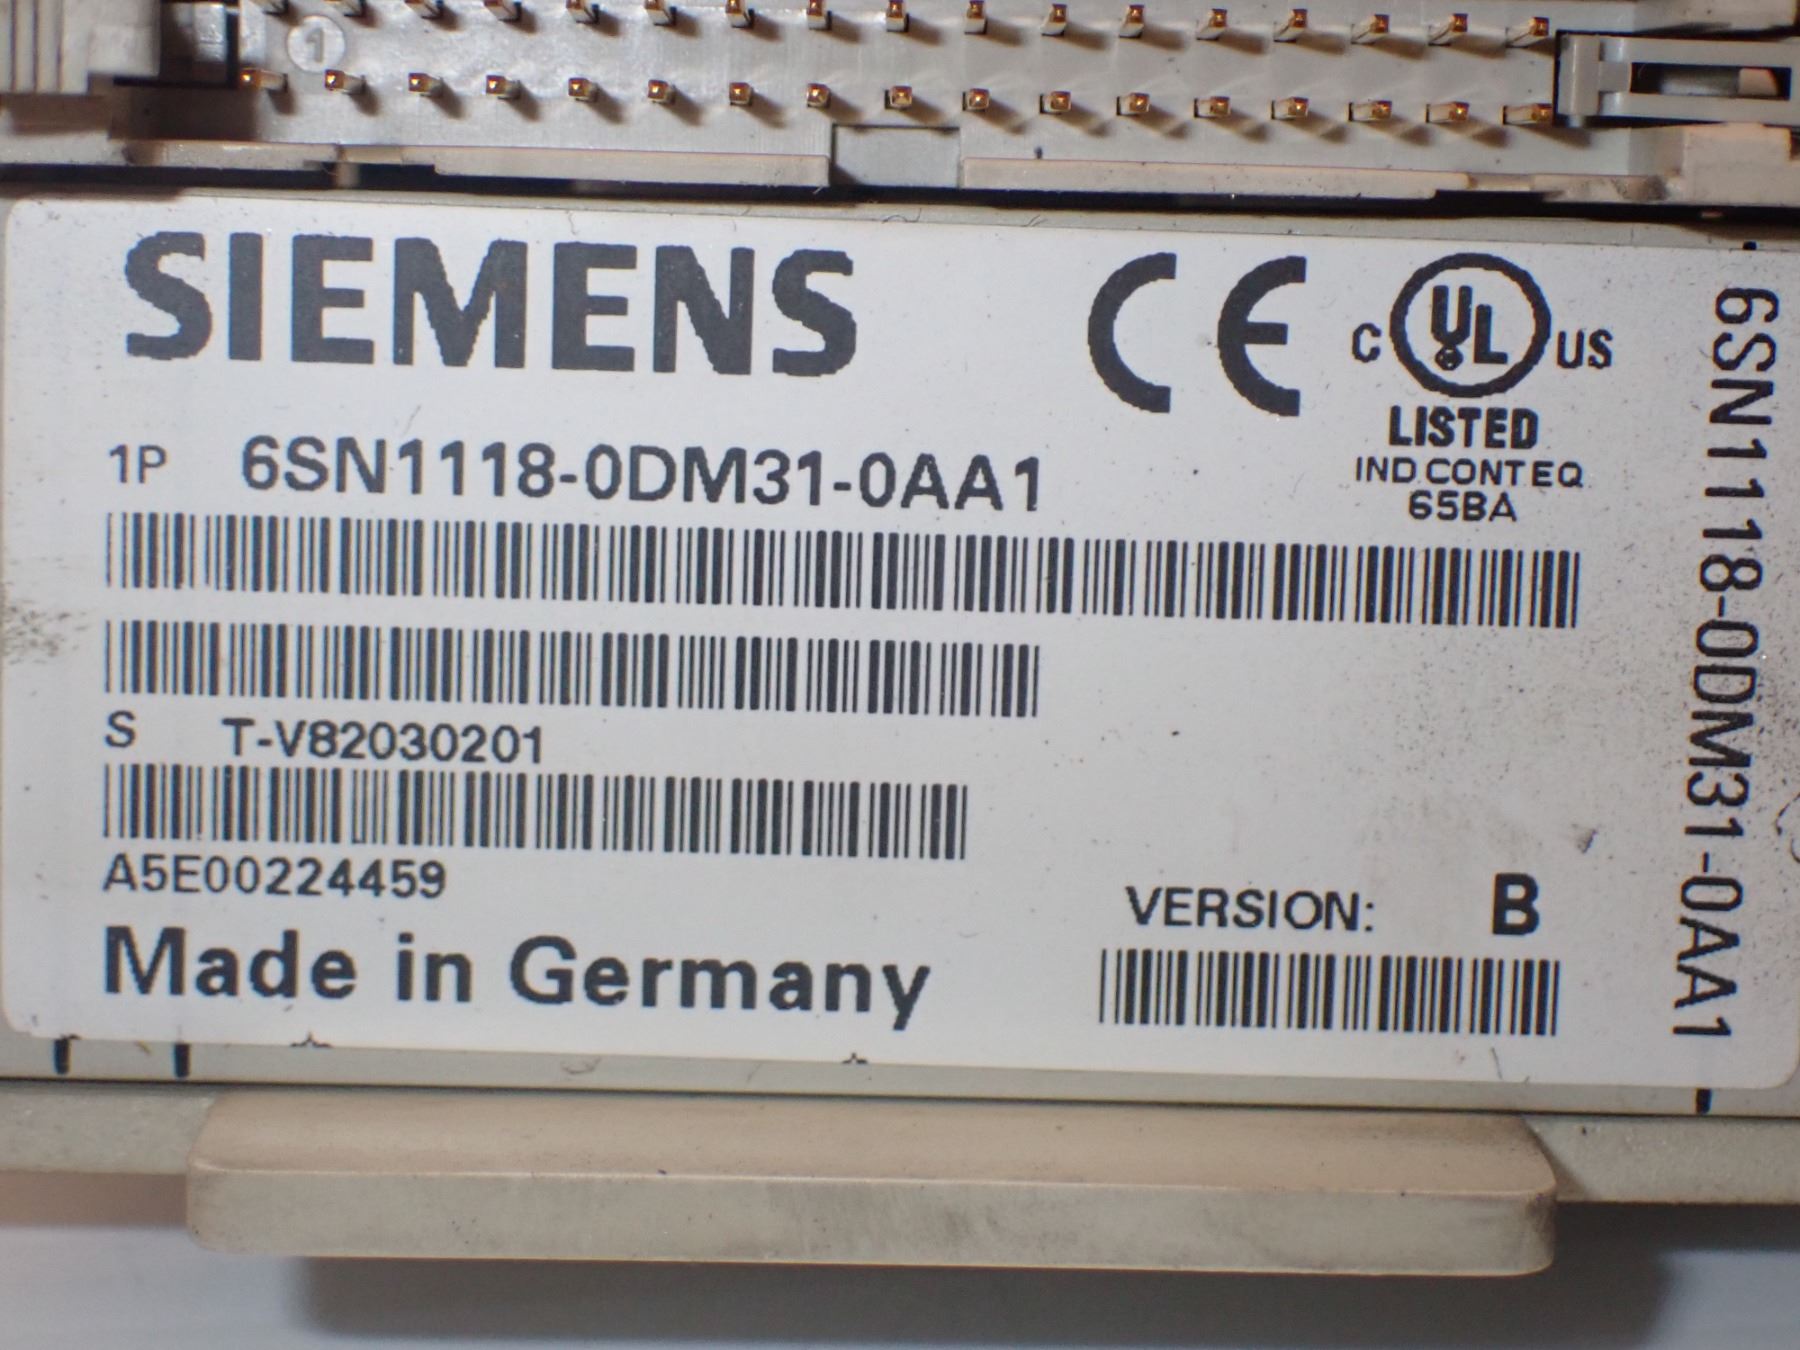 1
SIEMENS
CE
C UL US
LISTED
IND.CONT.EQ
65BA
1P 6SN1118-0DM31-0AA1
S T-V82030201
A5E00224459
VERSION: B
Made in Germany
6SN1118-0DM31-0AA1